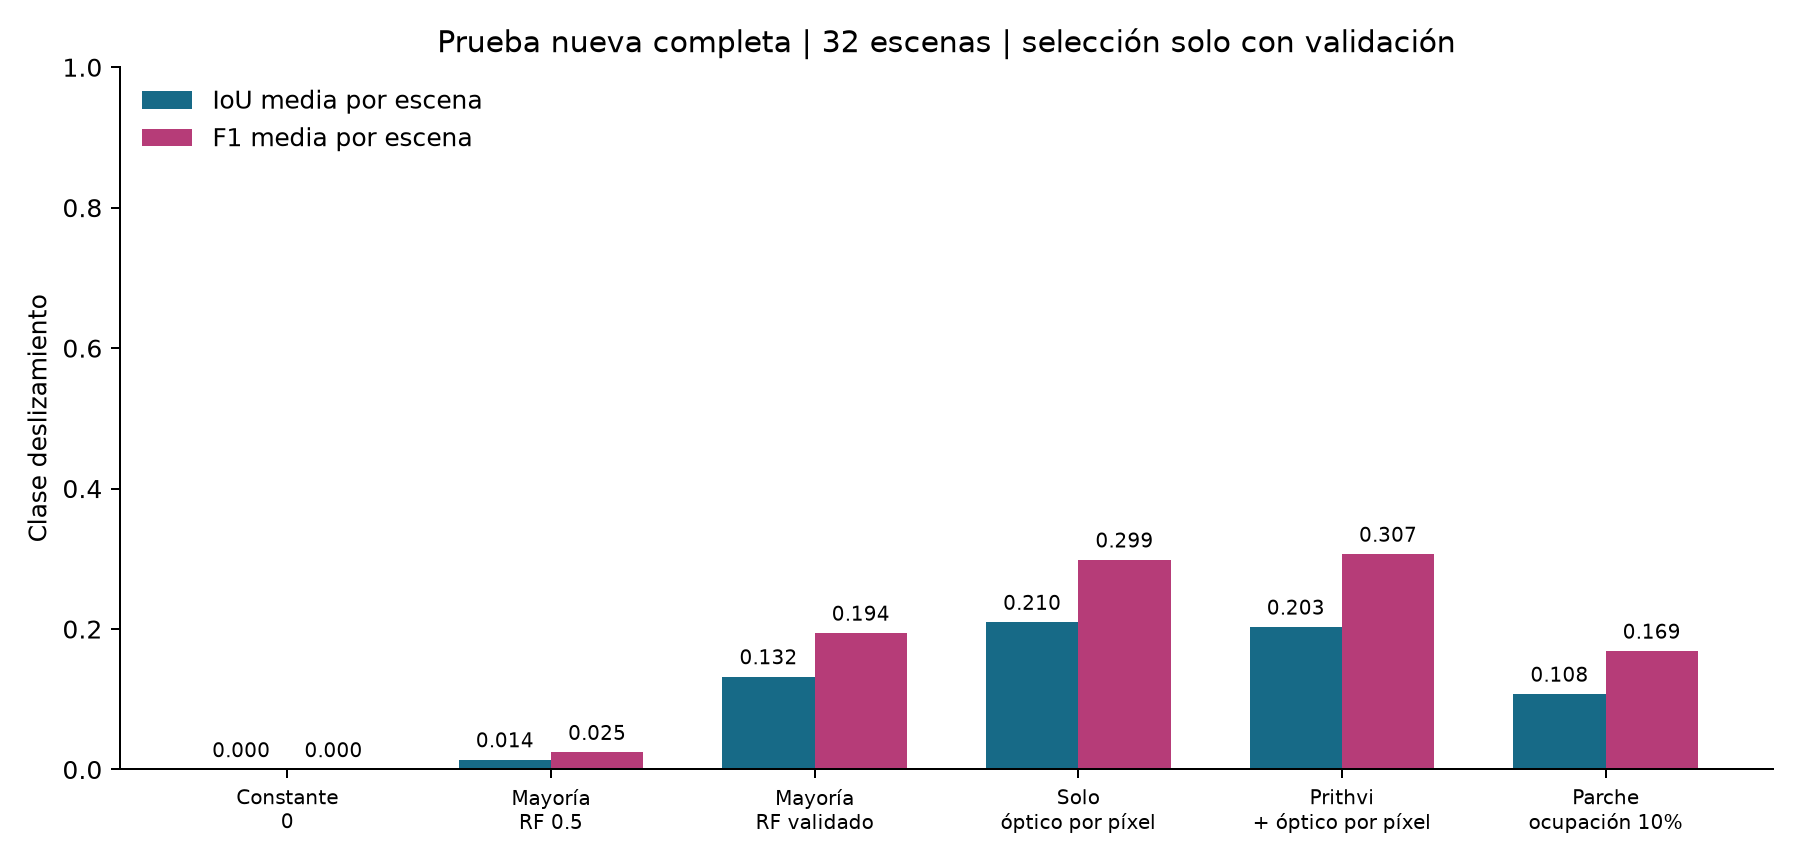 Prueba nueva completa | 32 escenas | selección solo con validación
1.0
0.8
0.6
0.4
0.2
0.0
Clase deslizamiento
IoU media por escena
F1 media por escena
0.000
0.000
0.014
0.025
0.132
0.194
0.210
0.299
0.203
0.307
0.108
0.169
Constante
0
Mayoría
RF 0.5
Mayoría
RF validado
Solo
óptico por píxel
Prithvi
+ óptico por píxel
Parche
ocupación 10%